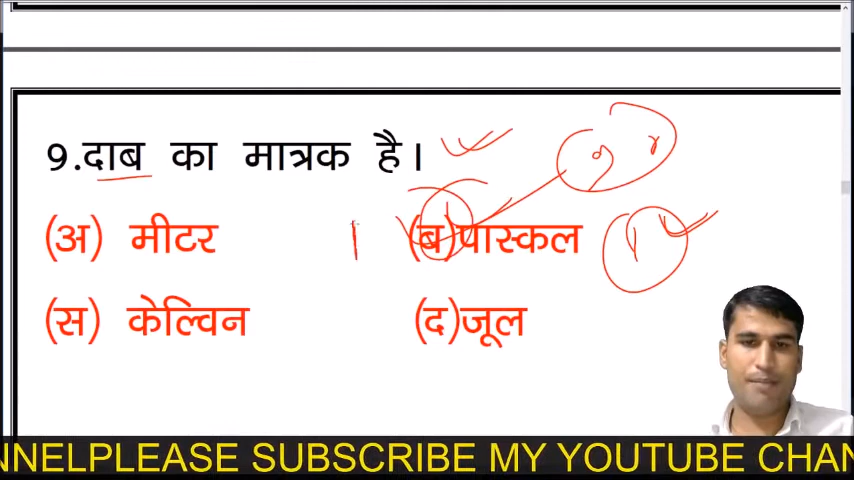 9.दाब का मात्रक है।
(अ) मीटर (ब)पास्कल
(स) केल्विन (द)जूल
NNELPLEASE SUBSCRIBE MY YOUTUBE CHAN